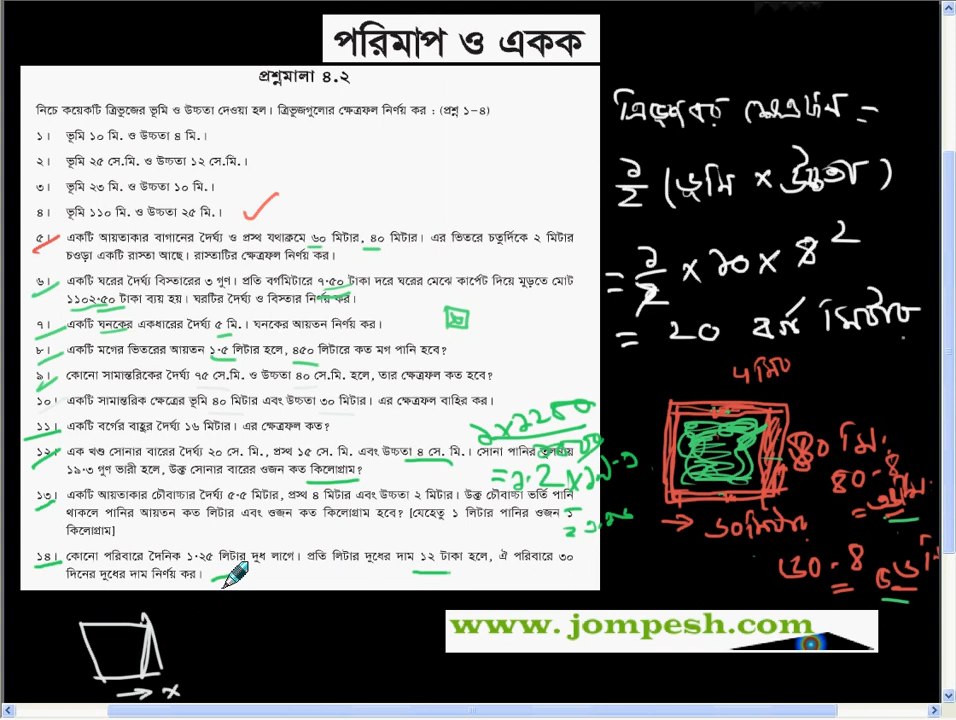 পরিমাপ ও একক
প্রশ্নমালা ৪.২
নিচে কয়েকটি ত্রিভুজের ভূমি ও উচ্চতা দেওয়া হল। ত্রিভুজগুলোর ক্ষেত্রফল নির্ণয় কর : (প্রশ্ন ১-৪)
১। ভূমি ১০ মি. ও উচ্চতা ৪ মি.।
২। ভূমি ২৫ সে.মি. ও উচ্চতা ১২ সে.মি.।
৩। ভূমি ২৩ মি. ও উচ্চতা ১০ মি.।
৪। ভূমি ১১০ মি. ও উচ্চতা ২৫ মি.।
৫। একটি আয়তাকার বাগানের দৈর্ঘ্য ও প্রস্থ যথাক্রমে ৬০ মিটার, ৪০ মিটার। এর ভিতরে চতুর্দিকে ২ মিটার
চওড়া একটি রাস্তা আছে। রাস্তাটির ক্ষেত্রফল নির্ণয় কর।
৬। একটি ঘরের দৈর্ঘ্য বিস্তারের ৩ গুণ। প্রতি বর্গমিটারে ৭·৫০ টাকা দরে ঘরের মেঝে কার্পেট দিয়ে মুড়তে মোট
১১০২·৫০ টাকা ব্যয় হয়। ঘরটির দৈর্ঘ্য ও বিস্তার নির্ণয় কর।
৭। একটি ঘনকের একধারের দৈর্ঘ্য ৫ মি.। ঘনকের আয়তন নির্ণয় কর।
৮। একটি মগের ভিতরের আয়তন ১·৫ লিটার হলে, ৪৫০ লিটারে কত মগ পানি হবে?
৯। কোনো সামান্তরিকের দৈর্ঘ্য ৭৫ সে.মি. ও উচ্চতা ৪০ সে.মি. হলে, তার ক্ষেত্রফল কত হবে?
১০। একটি সামান্তরিক ক্ষেত্রের ভূমি ৪০ মিটার এবং উচ্চতা ৩০ মিটার। এর ক্ষেত্রফল বাহির কর।
১১। একটি বর্গের বাহুর দৈর্ঘ্য ১৬ মিটার। এর ক্ষেত্রফল কত?
১২। এক খণ্ড সোনার বারের দৈর্ঘ্য ২০ সে. মি., প্রস্থ ১৫ সে. মি. এবং উচ্চতা ৪ সে. মি.। সোনা পানির তুলনায়
১৯·৩ গুণ ভারী হলে, উক্ত সোনার বারের ওজন কত কিলোগ্রাম?
১৩। একটি আয়তাকার চৌবাচ্চার দৈর্ঘ্য ৫·৫ মিটার, প্রস্থ ৪ মিটার এবং উচ্চতা ২ মিটার। উক্ত চৌবাচ্চা ভর্তি পানি
থাকলে পানির আয়তন কত লিটার এবং ওজন কত কিলোগ্রাম হবে? [যেহেতু ১ লিটার পানির ওজন ১
কিলোগ্রাম]
১৪। কোনো পরিবারে দৈনিক ১·২৫ লিটার দুধ লাগে। প্রতি লিটার দুধের দাম ১২ টাকা হলে, ঐ পরিবারে ৩০
দিনের দুধের দাম নির্ণয় কর।
ত্রিভুজের ক্ষেত্রফল =
১/২ (ভূমি × উচ্চতা)
= ১/২ × ১০ × ৪ ২
= ২০ বর্গ মিটার
৪০ মি:
৪০-৪
৬০মিটার
x
www.jompesh.com